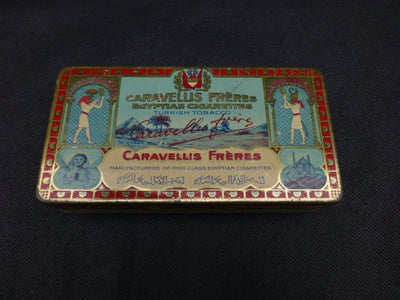 CARAVELLIS FRÈRES
EGYPTIAN CIGARETTES
TURKISH TOBACCO
Caravellis frères
CARAVELLIS FRÈRES
MANUFACTURERS OF HIGH CLASS EGYPTIAN CIGARETTES